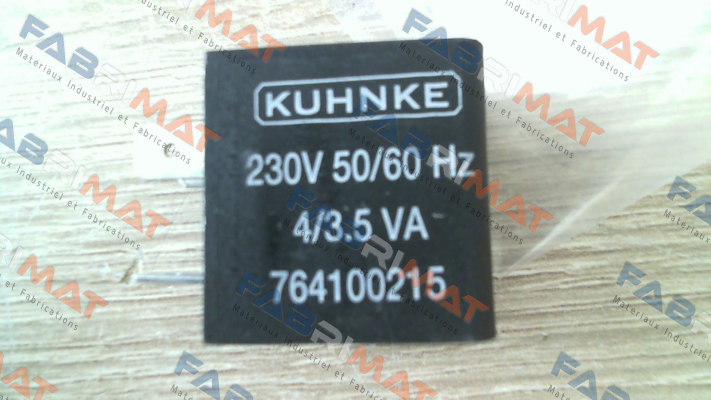 KUHNKE
230V 50/60 Hz
4/3.5 VA
764100215
FABRIMAT
Materiaux Industriel et Fabrications